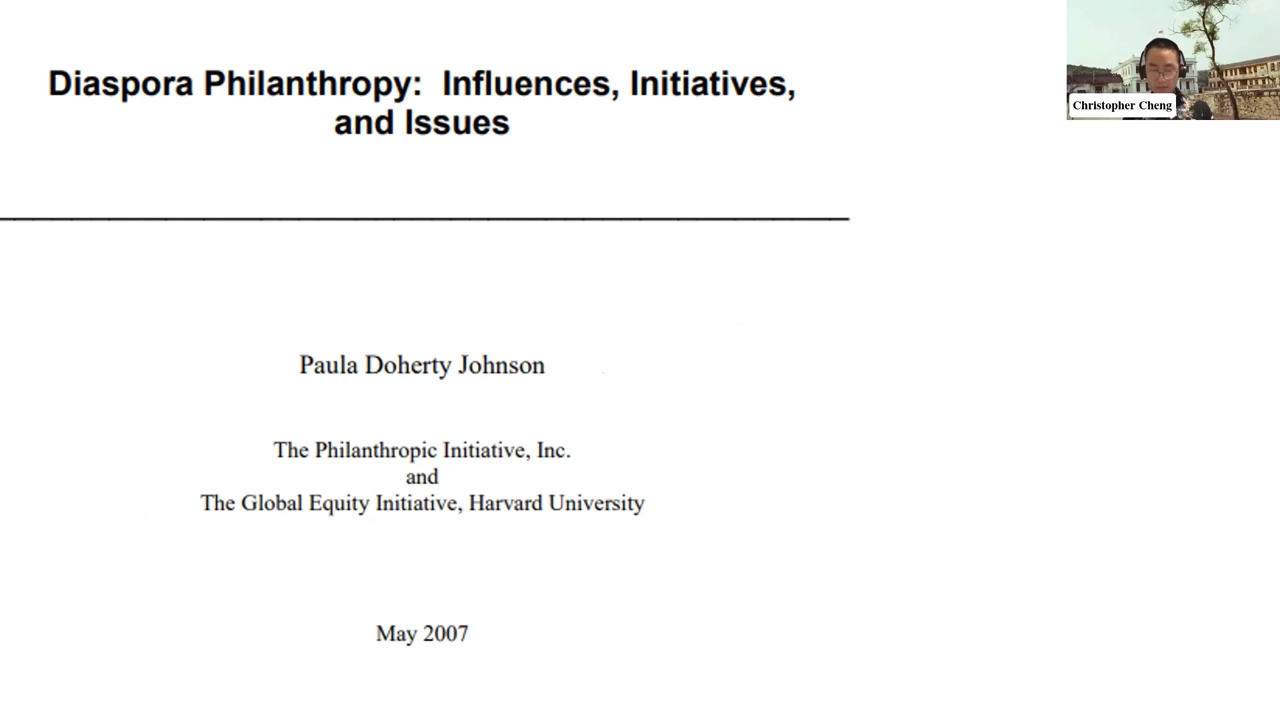 Diaspora Philanthropy: Influences, Initiatives,
and Issues
Christopher Cheng
Paula Doherty Johnson
The Philanthropic Initiative, Inc.
and
The Global Equity Initiative, Harvard University
May 2007